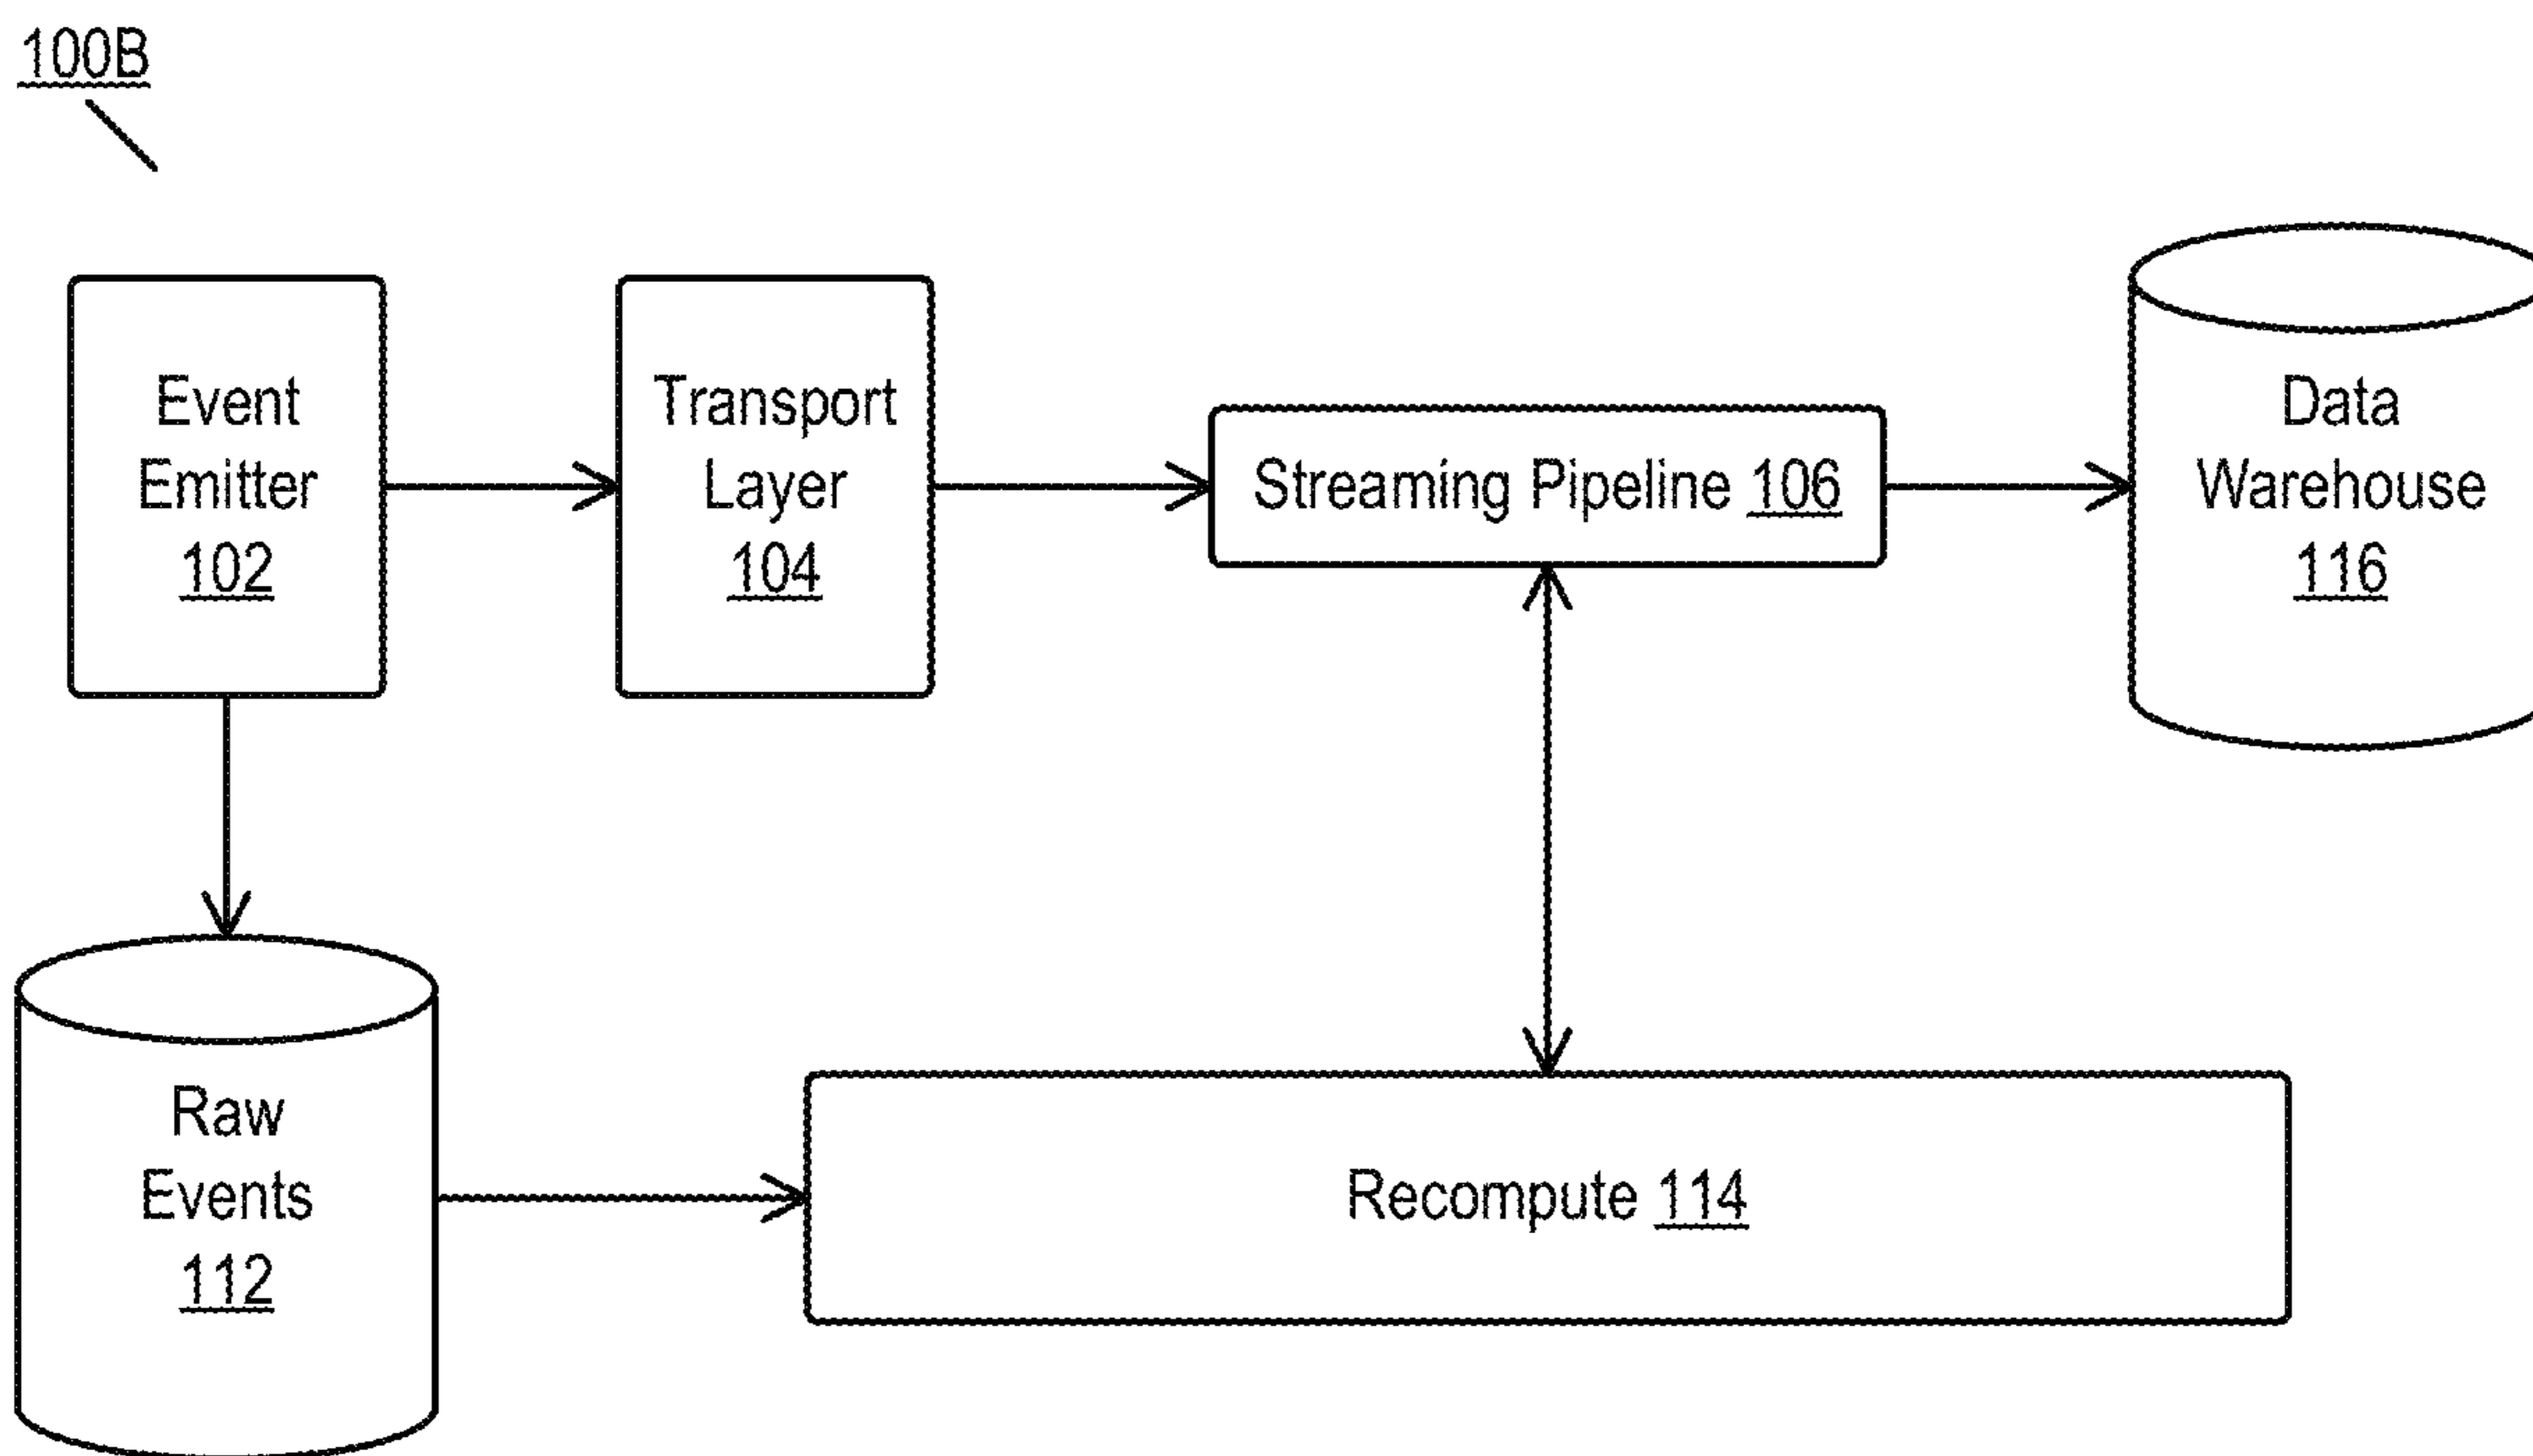 100B
Event
Emitter
102
Transport
Layer
104
Streaming Pipeline 106
Data
Warehouse
116
Raw
Events
112
Recompute 114